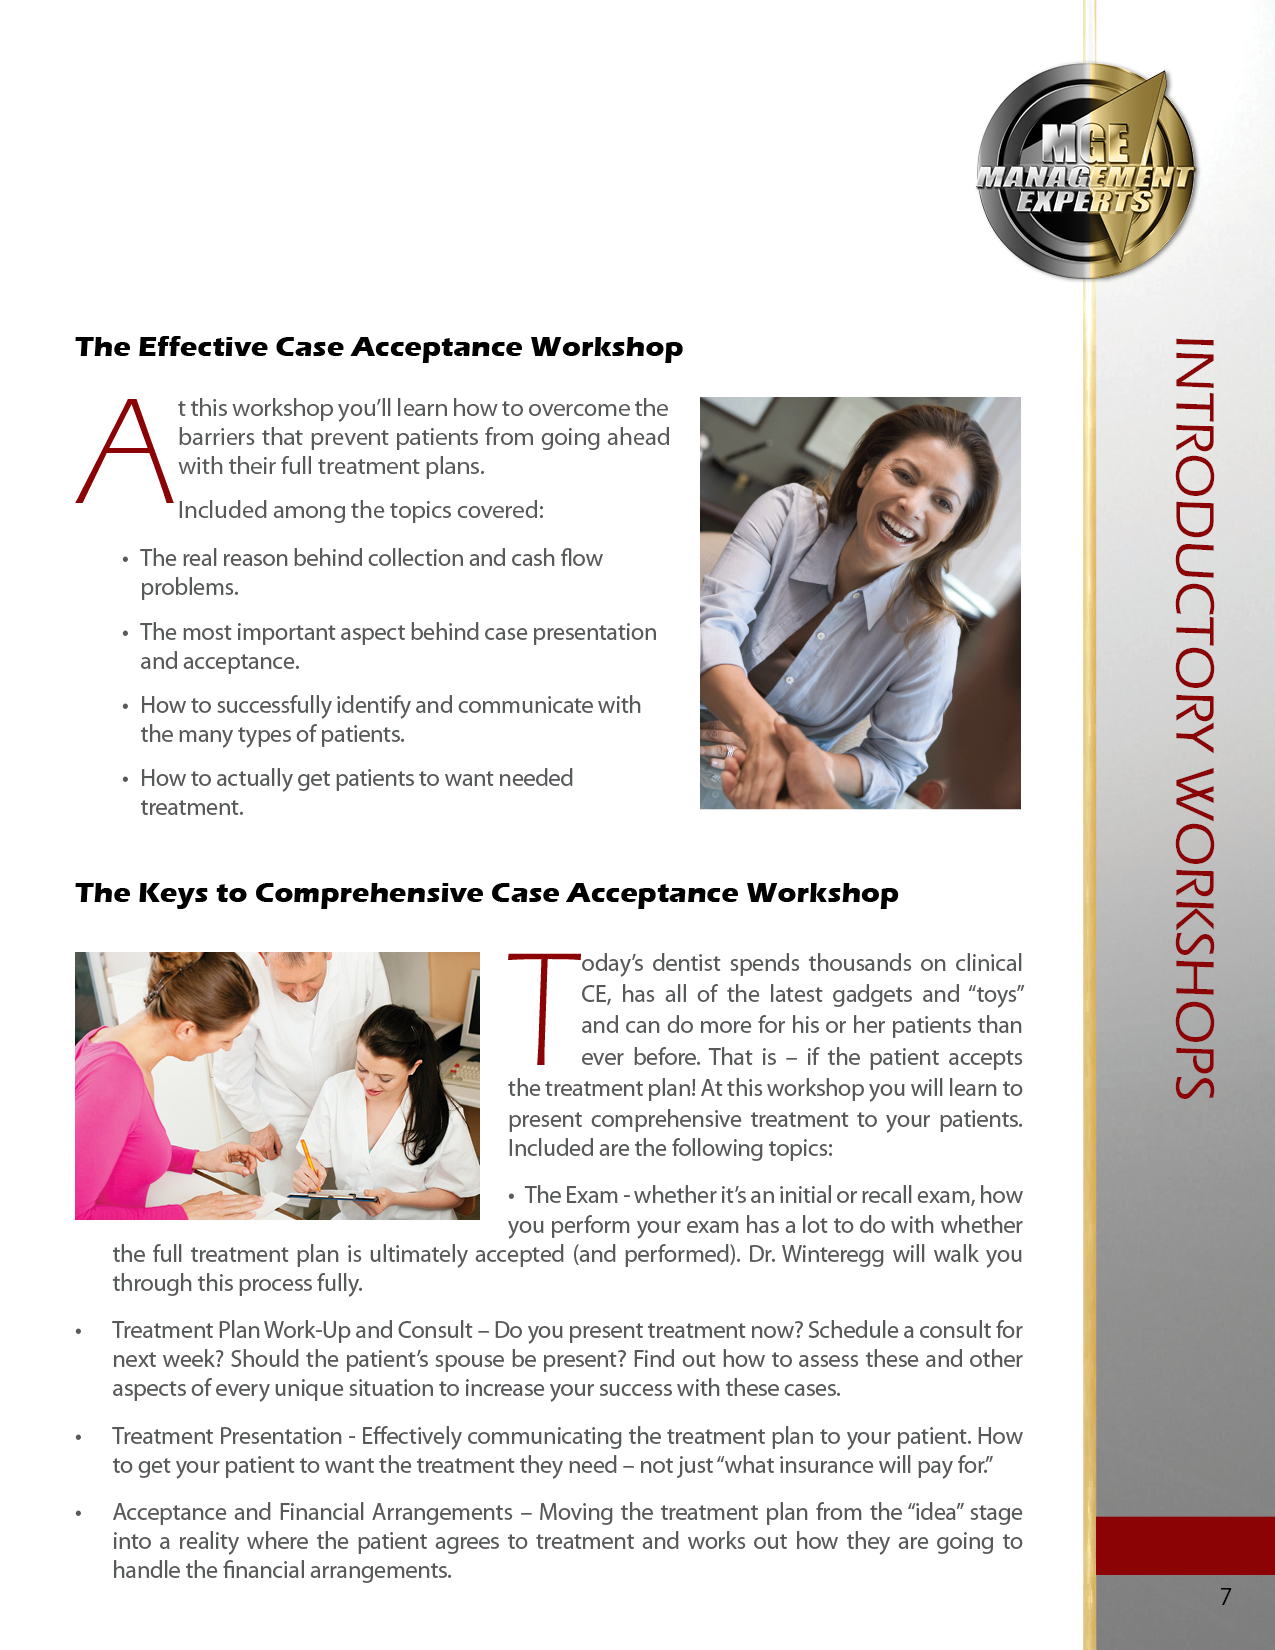 MGE
MANAGEMENT
EXPERTS
INTRODUCTORY WORKSHOPS
The Effective Case Acceptance Workshop
At this workshop you’ll learn how to overcome the
barriers that prevent patients from going ahead
with their full treatment plans.
Included among the topics covered:
• The real reason behind collection and cash flow
problems.
• The most important aspect behind case presentation
and acceptance.
• How to successfully identify and communicate with
the many types of patients.
• How to actually get patients to want needed
treatment.
The Keys to Comprehensive Case Acceptance Workshop
Today’s dentist spends thousands on clinical
CE, has all of the latest gadgets and “toys”
and can do more for his or her patients than
ever before. That is – if the patient accepts
the treatment plan! At this workshop you will learn to
present comprehensive treatment to your patients.
Included are the following topics:
• The Exam - whether it’s an initial or recall exam, how
you perform your exam has a lot to do with whether
the full treatment plan is ultimately accepted (and performed). Dr. Winteregg will walk you
through this process fully.
• Treatment Plan Work-Up and Consult – Do you present treatment now? Schedule a consult for
next week? Should the patient’s spouse be present? Find out how to assess these and other
aspects of every unique situation to increase your success with these cases.
• Treatment Presentation - Effectively communicating the treatment plan to your patient. How
to get your patient to want the treatment they need – not just “what insurance will pay for.”
• Acceptance and Financial Arrangements – Moving the treatment plan from the “idea” stage
into a reality where the patient agrees to treatment and works out how they are going to
handle the financial arrangements.
7